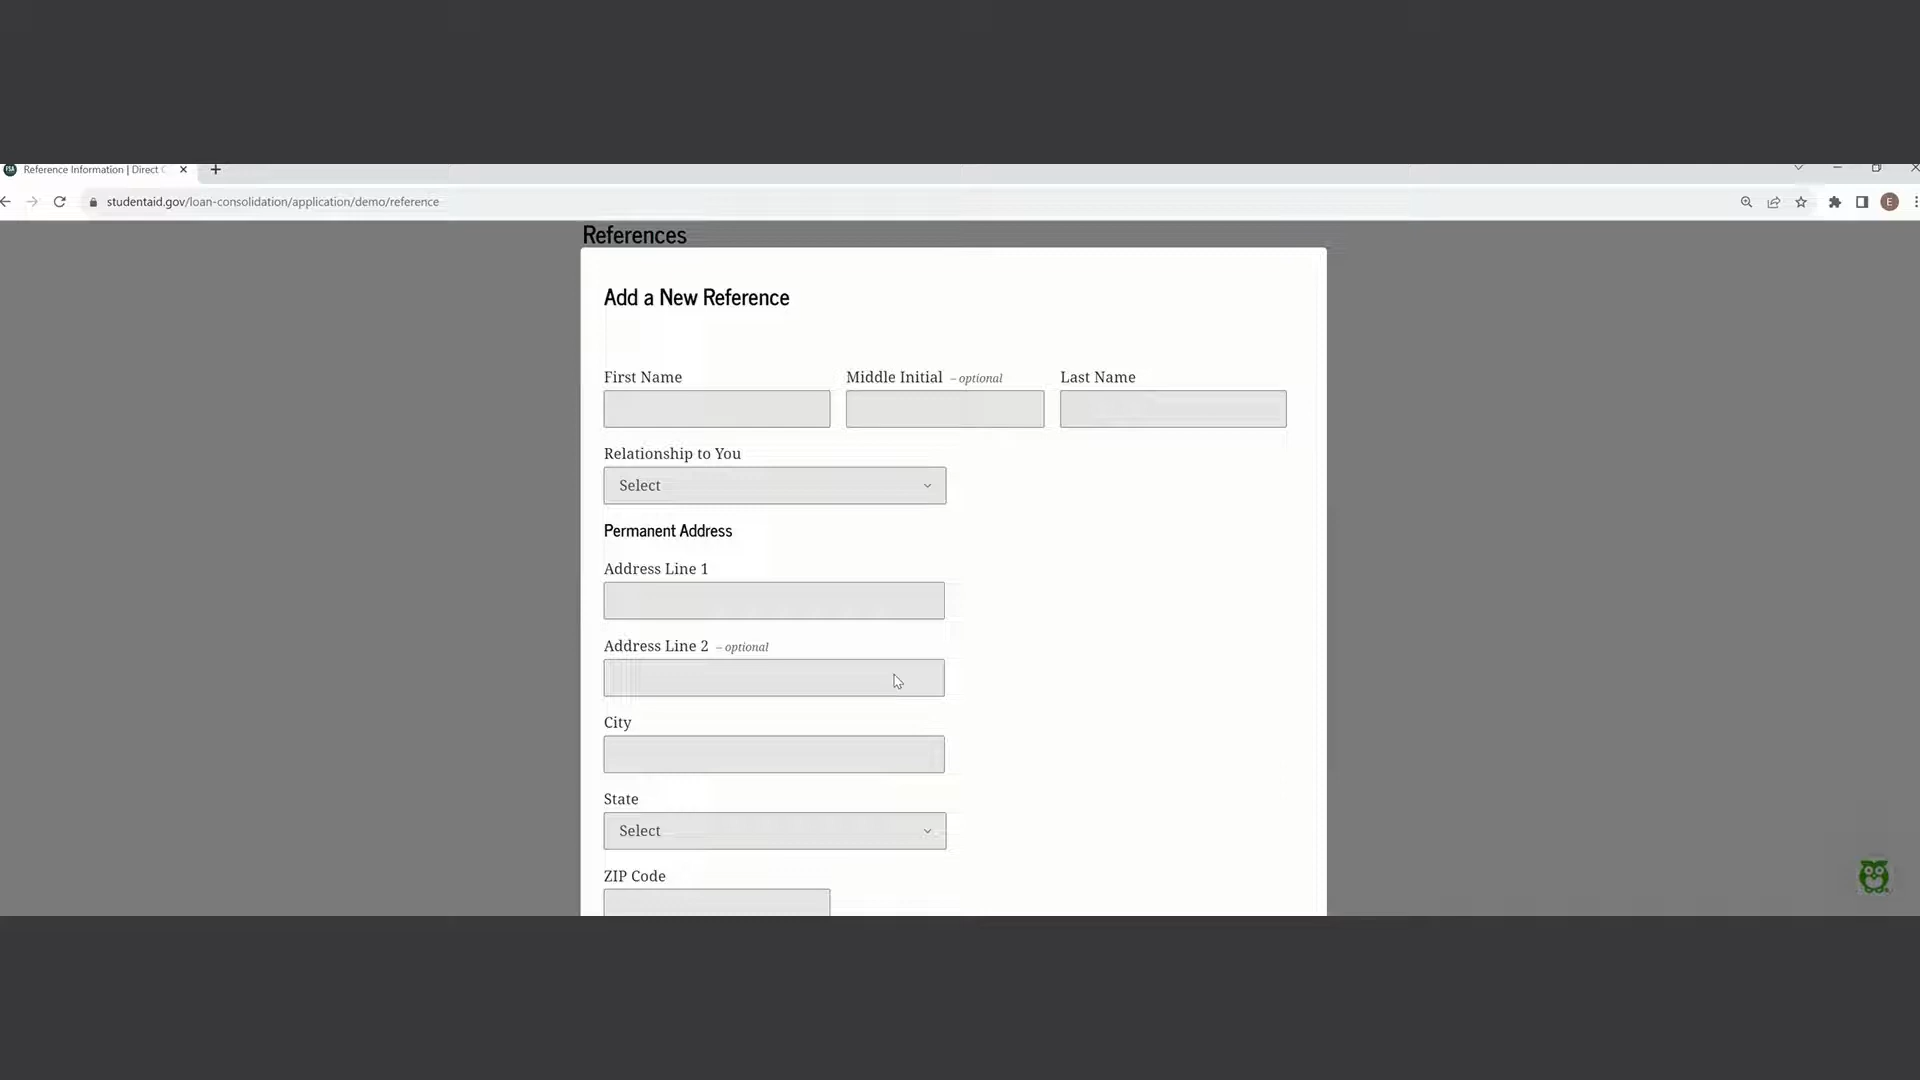 Reference Information | Direct C
studentaid.gov/loan-consolidation/application/demo/reference
E
References
Add a New Reference
First Name
Middle Initial – optional
Last Name
Relationship to You
Select
Permanent Address
Address Line 1
Address Line 2 – optional
City
State
Select
ZIP Code